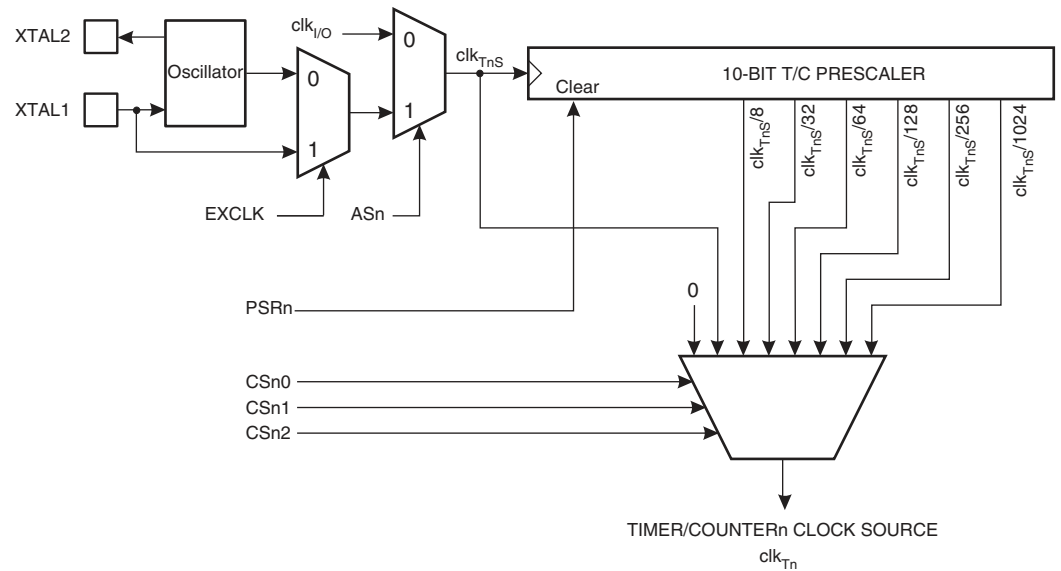 XTAL2
XTAL1
Oscillator
0
1
EXCLK
clkI/O
0
1
ASn
clkTnS
Clear
10-BIT T/C PRESCALER
clkTnS/8
clkTnS/32
clkTnS/64
clkTnS/128
clkTnS/256
clkTnS/1024
PSRn
0
CSn0
CSn1
CSn2
TIMER/COUNTERn CLOCK SOURCE
clkTn